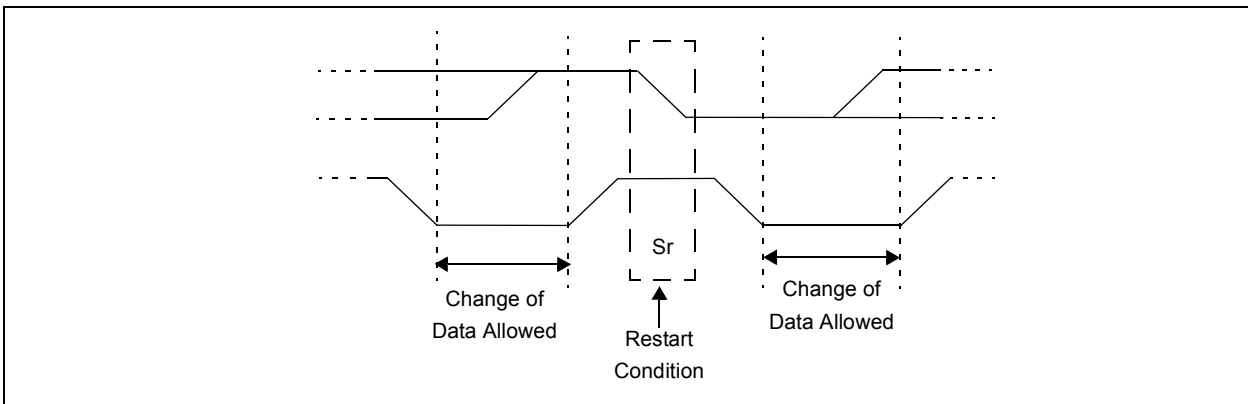 Sr
Change of
Data Allowed
Restart
Condition
Change of
Data Allowed